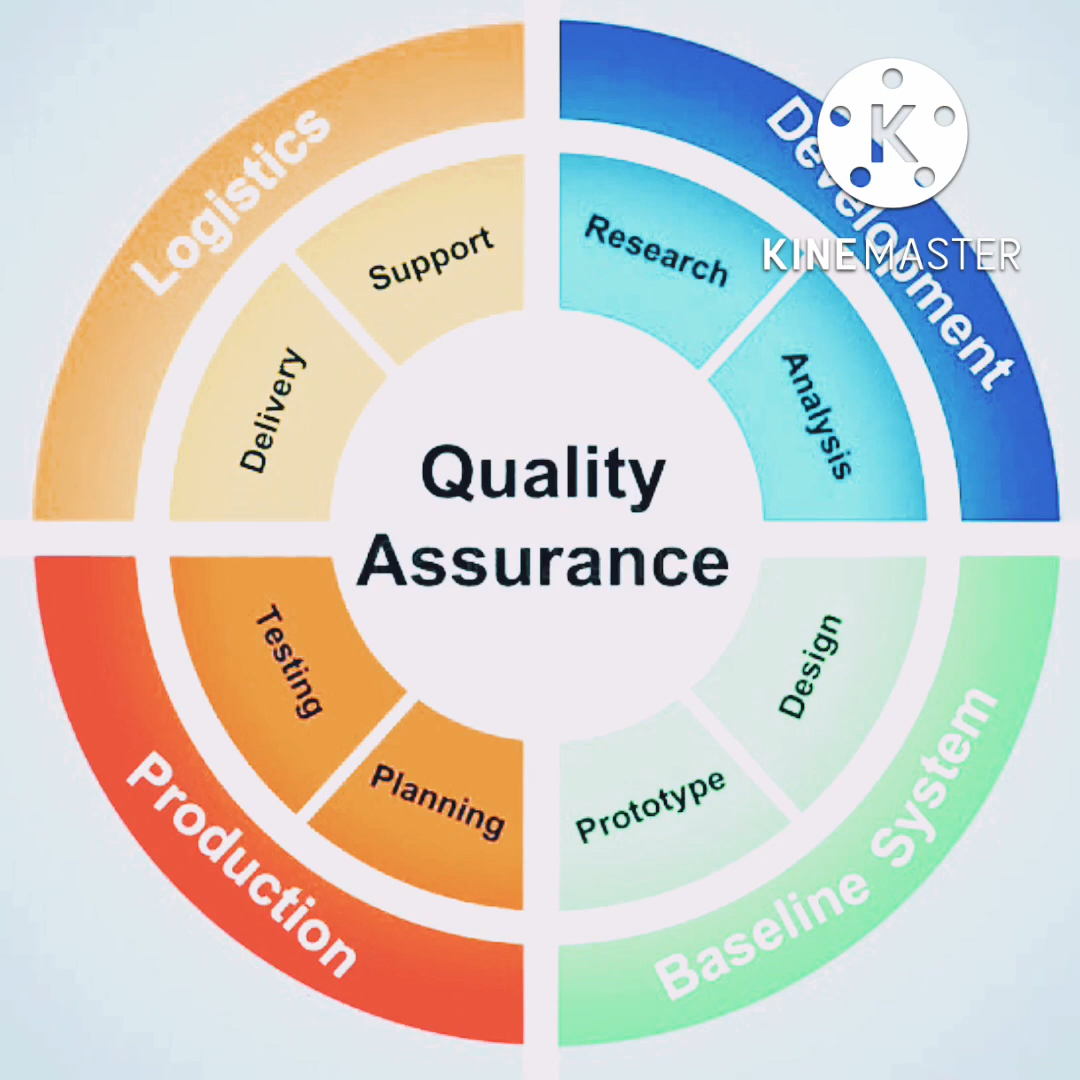 Logistics
Development
K
KINEMASTER
Support
Research
Delivery
Analysis
Quality
Assurance
Testing
Design
Planning
Prototype
Production
Baseline System